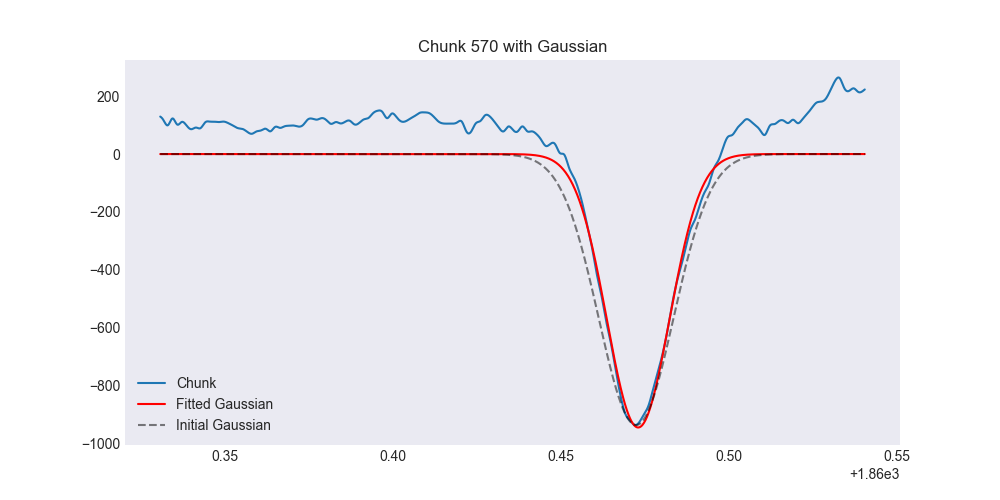 Chunk 570 with Gaussian
200
0
−200
−400
−600
−800
−1000
Chunk
Fitted Gaussian
Initial Gaussian
0.35 0.40 0.45 0.50 0.55
+1.86e3